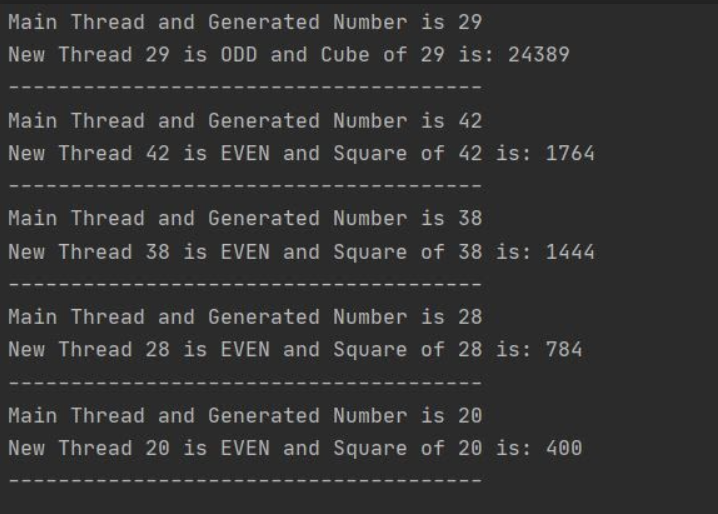 Main Thread and Generated Number is 29
New Thread 29 is ODD and Cube of 29 is: 24389
--------------------------------------
Main Thread and Generated Number is 42
New Thread 42 is EVEN and Square of 42 is: 1764
--------------------------------------
Main Thread and Generated Number is 38
New Thread 38 is EVEN and Square of 38 is: 1444
--------------------------------------
Main Thread and Generated Number is 28
New Thread 28 is EVEN and Square of 28 is: 784
--------------------------------------
Main Thread and Generated Number is 20
New Thread 20 is EVEN and Square of 20 is: 400
--------------------------------------